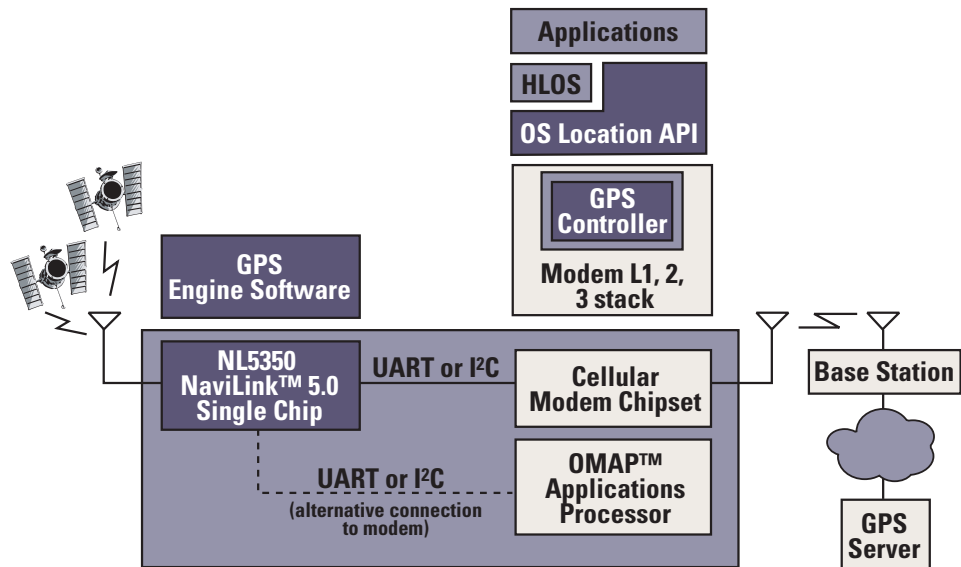 Applications
HLOS
OS Location API
GPS
Controller
Modem L1, 2,
3 stack
GPS
Engine Software
NL5350
NaviLink™ 5.0
Single Chip
UART or I²C
Cellular
Modem Chipset
Base Station
UART or I²C
(alternative connection
to modem)
OMAP™
Applications
Processor
GPS
Server